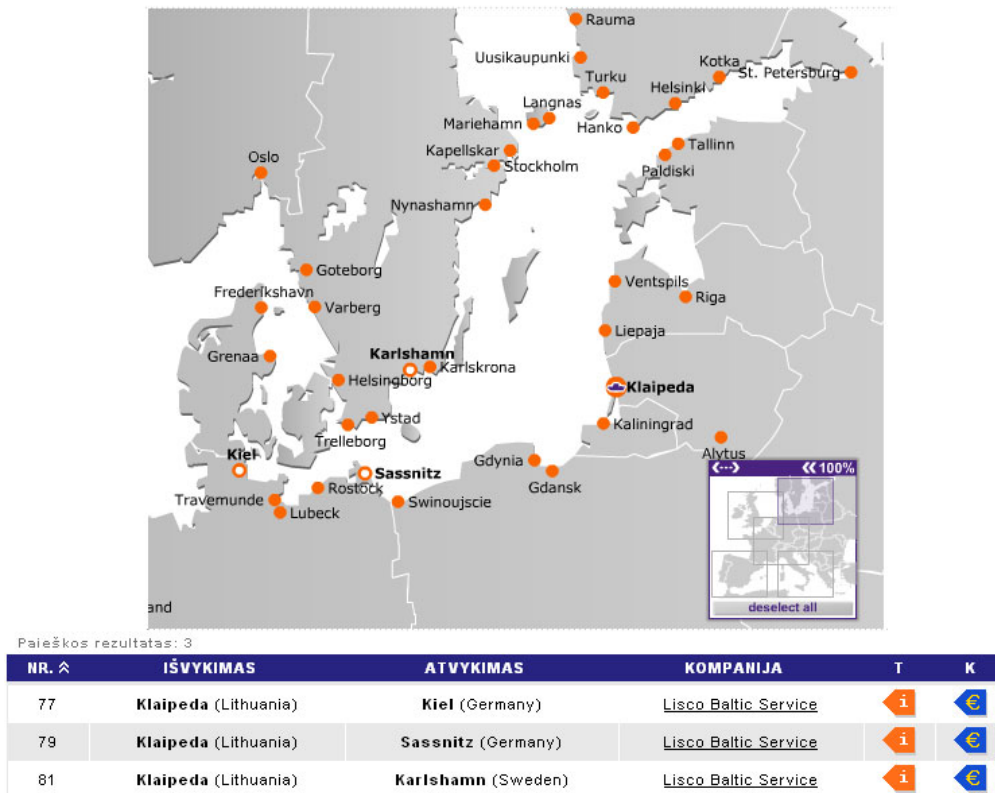 Rauma
Uusikaupunki
Kotka
St. Petersburg
Turku
Helsinki
Langnas
Mariehamn
Hanko
Tallinn
Kapellskar
Oslo
Stockholm
Paldiski
Nynashamn
Goteborg
Ventspils
Frederikshavn
Riga
Varberg
Liepaja
Karlshamn
Grenaa
Karlskrona
Helsingborg
Klaipeda
Ystad
Kaliningrad
Trelleborg
Alytus
Kiel
Gdynia
Sassnitz
Gdansk
100%
Rostock
Travemunde
Swinoujscie
Lubeck
deselect all
and
Paieškos rezultatas: 3
NR. IŠVYKIMAS ATVYKIMAS KOMPANIJA T K
77 Klaipeda (Lithuania) Kiel (Germany) Lisco Baltic Service i €
79 Klaipeda (Lithuania) Sassnitz (Germany) Lisco Baltic Service i €
81 Klaipeda (Lithuania) Karlshamn (Sweden) Lisco Baltic Service i €